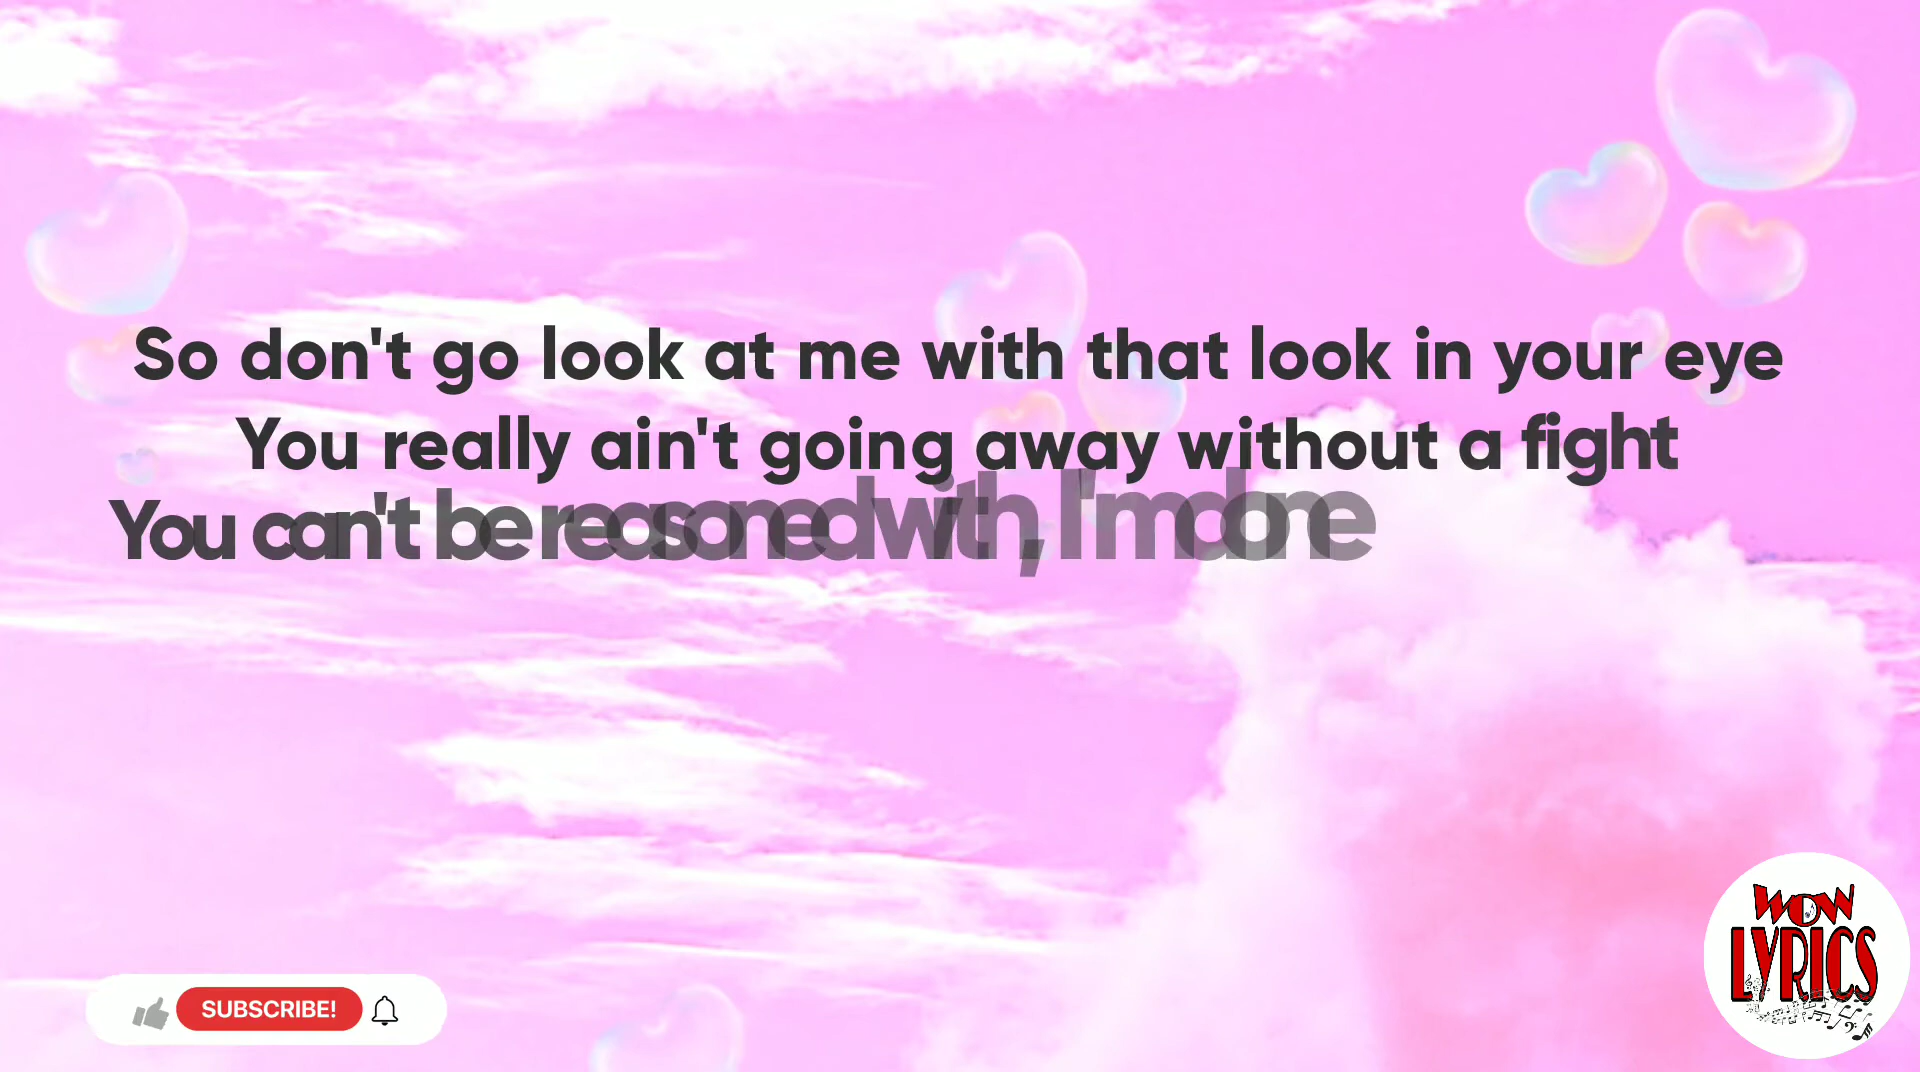 So don't go look at me with that look in your eye
You really ain't going away without a fight
You can't be reasoned with, I'm done
SUBSCRIBE!
WOW
LYRICS